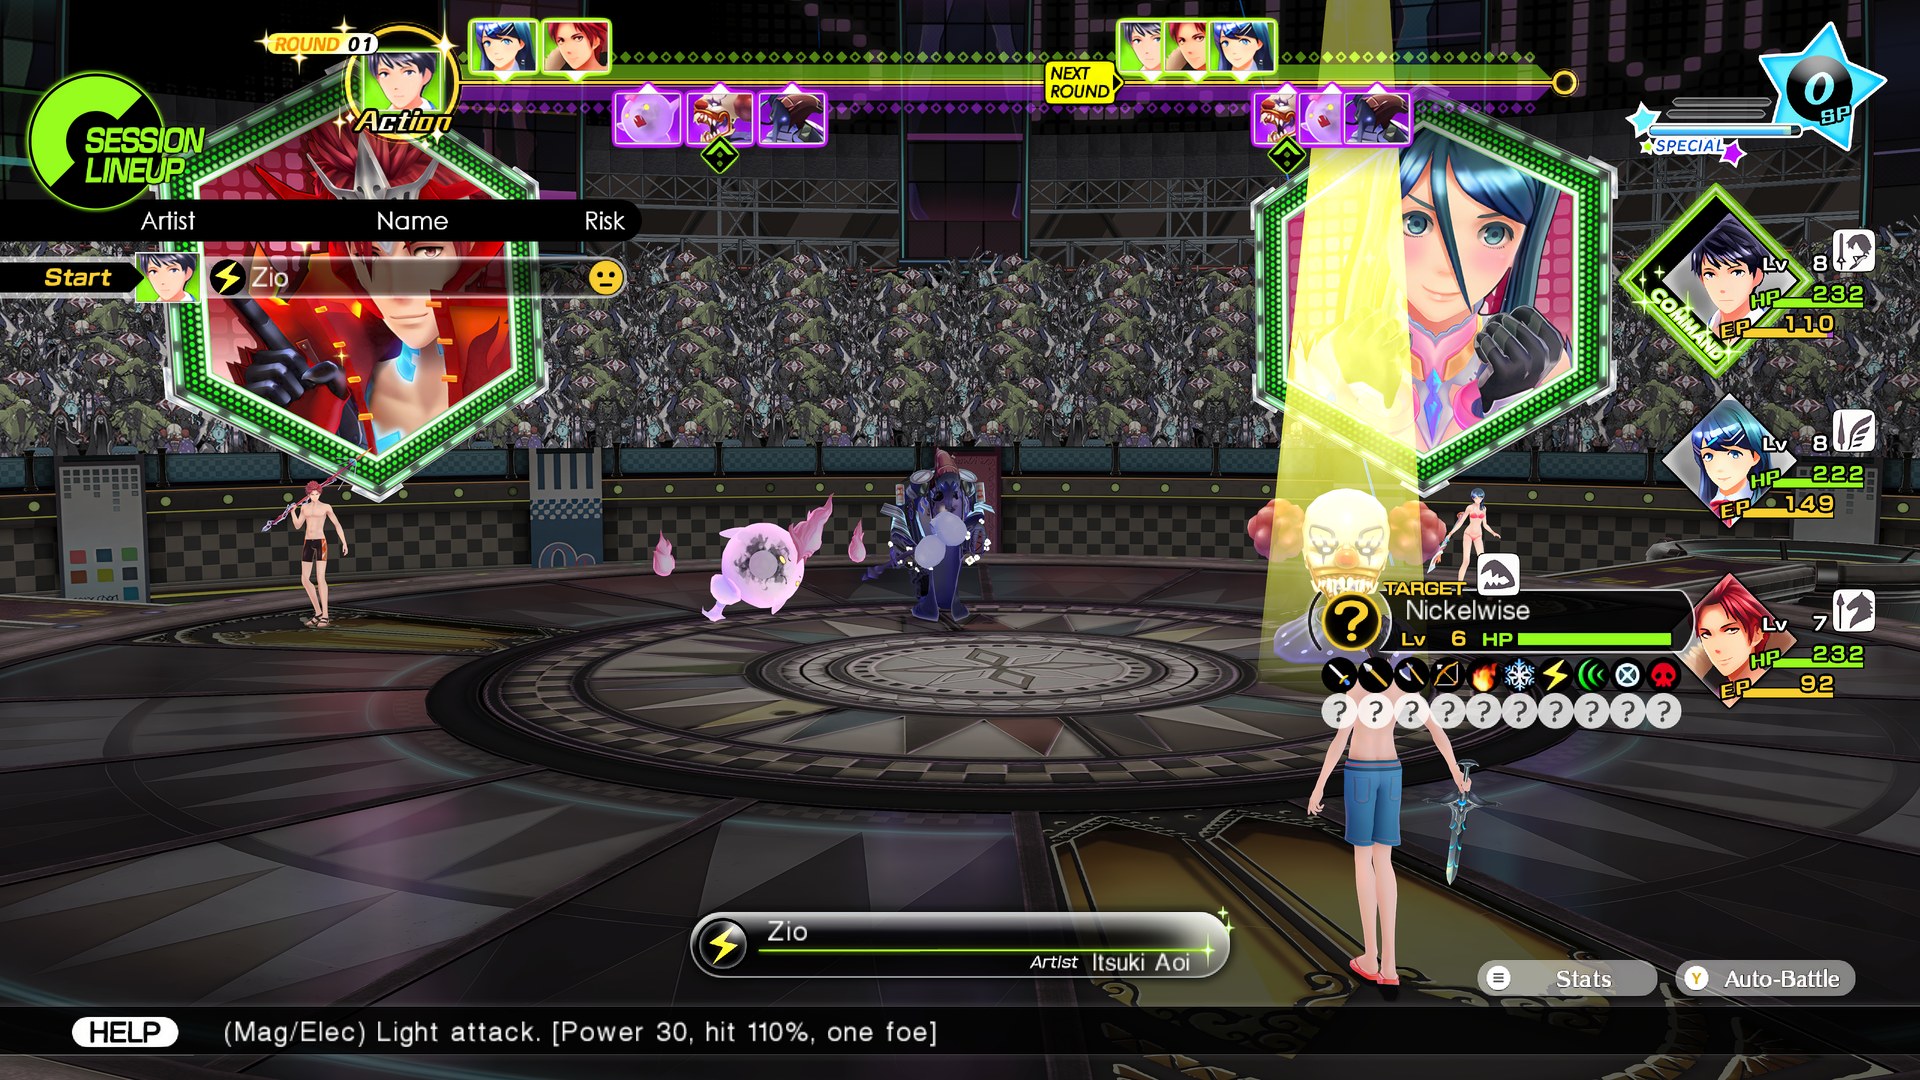 ROUND 01
Action
NEXT
ROUND
0
SP
SPECIAL
SESSION
LINEUP
Artist Name Risk
Start Zio
COMMAND
Lv 8
HP 232
EP 110
Lv 8
HP 222
EP 149
Lv 7
HP 232
EP 92
TARGET
?
Nickelwise
Lv 6 HP
? ? ? ? ? ? ? ? ? ?
Zio
Artist Itsuki Aoi
Stats
Y Auto-Battle
HELP (Mag/Elec) Light attack. [Power 30, hit 110%, one foe]